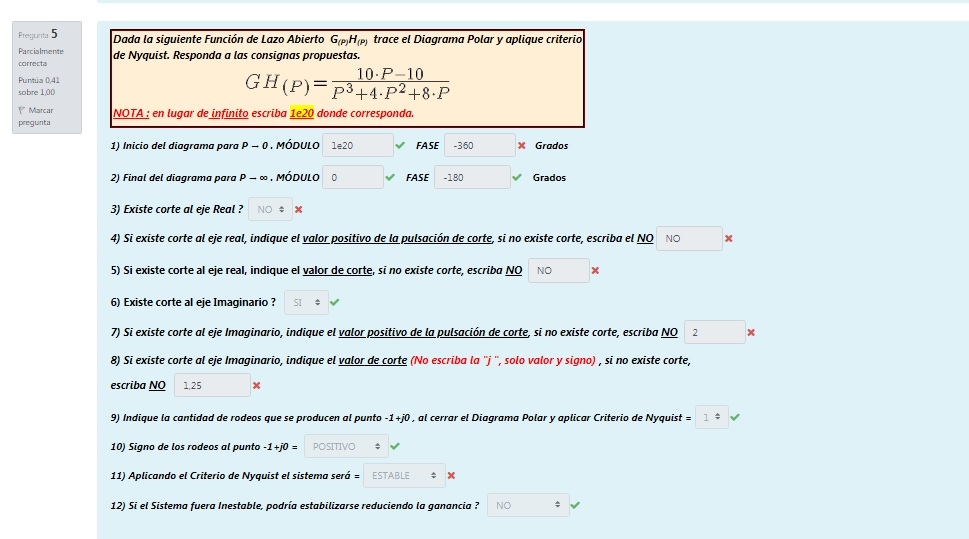 Pregunta 5
Parcialmente
correcta
Puntúa 0,41
sobre 1,00
Marcar
pregunta
Dada la siguiente Función de Lazo Abierto G(P)H(P) trace el Diagrama Polar y aplique criterio
de Nyquist. Responda a las consignas propuestas.
GH(P)=10·P−10/P³+4·P²+8·P
NOTA : en lugar de infinito escriba 1e20 donde corresponda.
1) Inicio del diagrama para P → 0 . MÓDULO 1e20 FASE -360 Grados
2) Final del diagrama para P → ∞ . MÓDULO 0 FASE -180 Grados
3) Existe corte al eje Real ? NO
4) Si existe corte al eje real, indique el valor positivo de la pulsación de corte, si no existe corte, escriba el NO NO
5) Si existe corte al eje real, indique el valor de corte, si no existe corte, escriba NO NO
6) Existe corte al eje Imaginario ? SI
7) Si existe corte al eje Imaginario, indique el valor positivo de la pulsación de corte, si no existe corte, escriba NO 2
8) Si existe corte al eje Imaginario, indique el valor de corte (No escriba la "j ", solo valor y signo) , si no existe corte,
escriba NO 1,25
9) Indique la cantidad de rodeos que se producen al punto -1+j0 , al cerrar el Diagrama Polar y aplicar Criterio de Nyquist = 1
10) Signo de los rodeos al punto -1+j0 = POSITIVO
11) Aplicando el Criterio de Nyquist el sistema será = ESTABLE
12) Si el Sistema fuera Inestable, podría estabilizarse reduciendo la ganancia ? NO